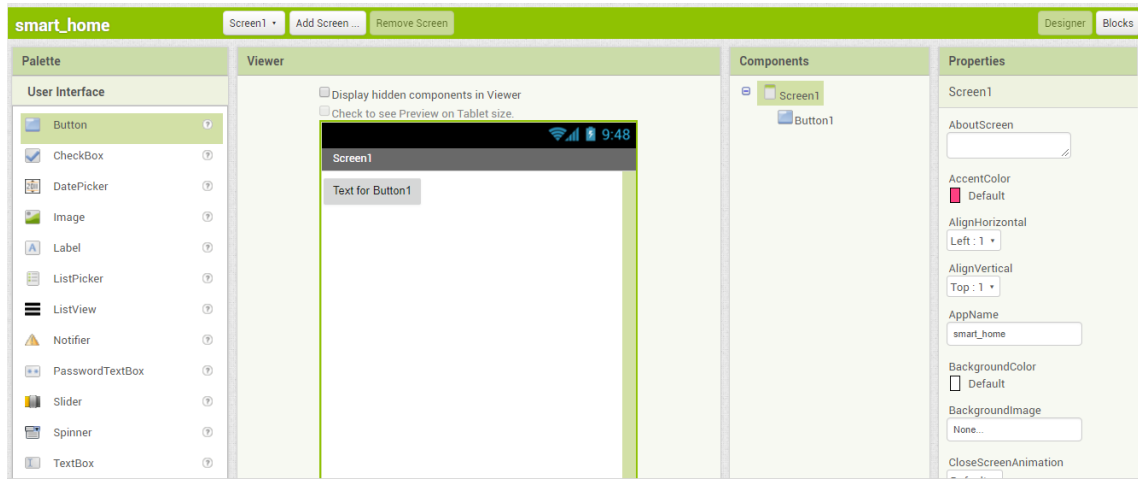 smart_home
Screen1
Add Screen ...
Remove Screen
Designer
Blocks
Palette
User Interface
Button
CheckBox
DatePicker
Image
Label
ListPicker
ListView
Notifier
PasswordTextBox
Slider
Spinner
TextBox
Viewer
Display hidden components in Viewer
Check to see Preview on Tablet size.
9:48
Screen1
Text for Button1
Components
Screen1
Button1
Properties
Screen1
AboutScreen
AccentColor
Default
AlignHorizontal
Left : 1
AlignVertical
Top : 1
AppName
smart_home
BackgroundColor
Default
BackgroundImage
None...
CloseScreenAnimation